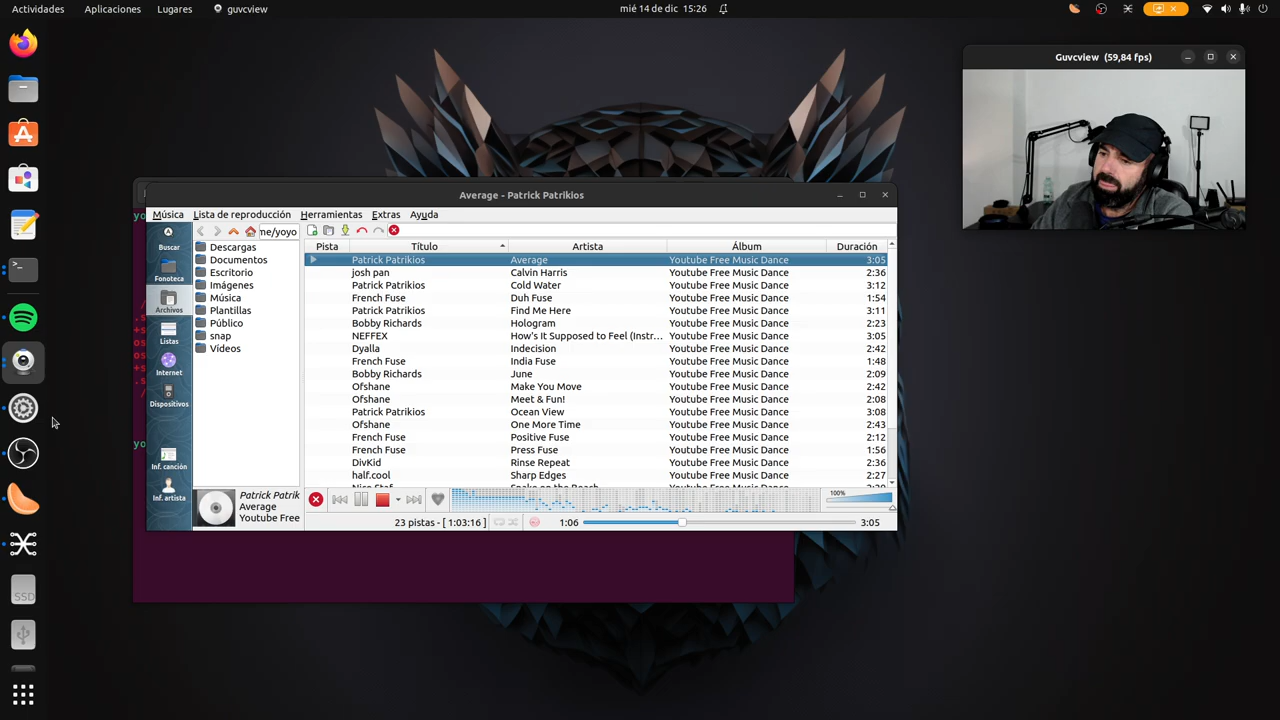 Actividades Aplicaciones Lugares guvcview mié 14 de dic 15:26
Guvcview (59,84 fps)
Average - Patrick Patrikios
Música Lista de reproducción Herramientas Extras Ayuda
Buscar
Fonoteca
Archivos
Listas
Internet
Dispositivos
Inf. canción
Inf. artista
me/yoyo
Descargas
Documentos
Escritorio
Imágenes
Música
Plantillas
Público
snap
Vídeos
Pista Título Artista Álbum Duración
Patrick Patrikios Average Youtube Free Music Dance 3:05
josh pan Calvin Harris Youtube Free Music Dance 2:36
Patrick Patrikios Cold Water Youtube Free Music Dance 3:12
French Fuse Duh Fuse Youtube Free Music Dance 1:54
Patrick Patrikios Find Me Here Youtube Free Music Dance 3:11
Bobby Richards Hologram Youtube Free Music Dance 2:23
NEFFEX How's It Supposed to Feel (Instr... Youtube Free Music Dance 3:05
Dyalla Indecision Youtube Free Music Dance 2:42
French Fuse India Fuse Youtube Free Music Dance 1:48
Bobby Richards June Youtube Free Music Dance 2:09
Ofshane Make You Move Youtube Free Music Dance 2:42
Ofshane Meet & Fun! Youtube Free Music Dance 2:08
Patrick Patrikios Ocean View Youtube Free Music Dance 3:08
Ofshane One More Time Youtube Free Music Dance 2:43
French Fuse Positive Fuse Youtube Free Music Dance 2:12
French Fuse Press Fuse Youtube Free Music Dance 1:56
DivKid Rinse Repeat Youtube Free Music Dance 2:36
half.cool Sharp Edges Youtube Free Music Dance 2:27
Patrick Patrik
Average
Youtube Free
100%
23 pistas - [ 1:03:16 ] 1:06 3:05
SSD